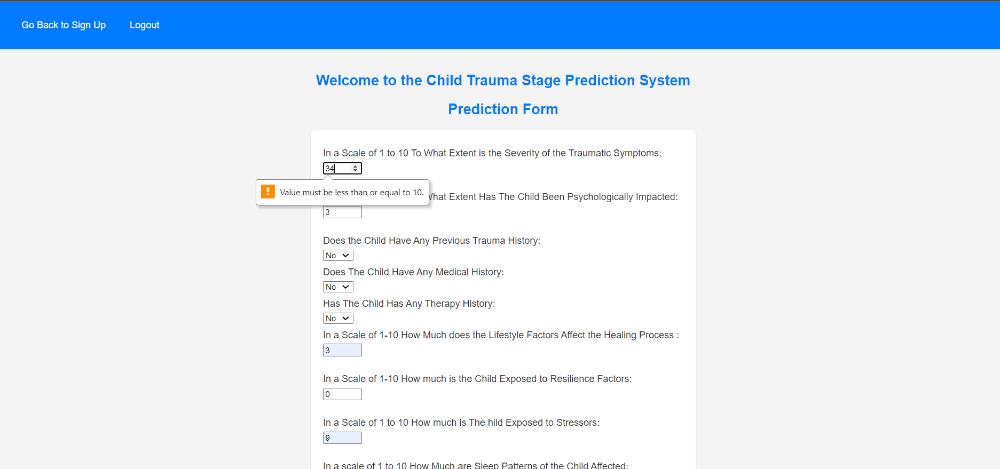 Go Back to Sign Up Logout
Welcome to the Child Trauma Stage Prediction System
Prediction Form
In a Scale of 1 to 10 To What Extent is the Severity of the Traumatic Symptoms:
34
Value must be less than or equal to 10.
What Extent Has The Child Been Psychologically Impacted:
3
Does the Child Have Any Previous Trauma History:
No
Does The Child Have Any Medical History:
No
Has The Child Has Any Therapy History:
No
In a Scale of 1-10 How Much does the Lifestyle Factors Affect the Healing Process :
3
In a Scale of 1-10 How much is the Child Exposed to Resilience Factors:
0
In a Scale of 1 to 10 How much is The hild Exposed to Stressors:
9
In a scale of 1 to 10 How Much are Sleep Patterns of the Child Affected: